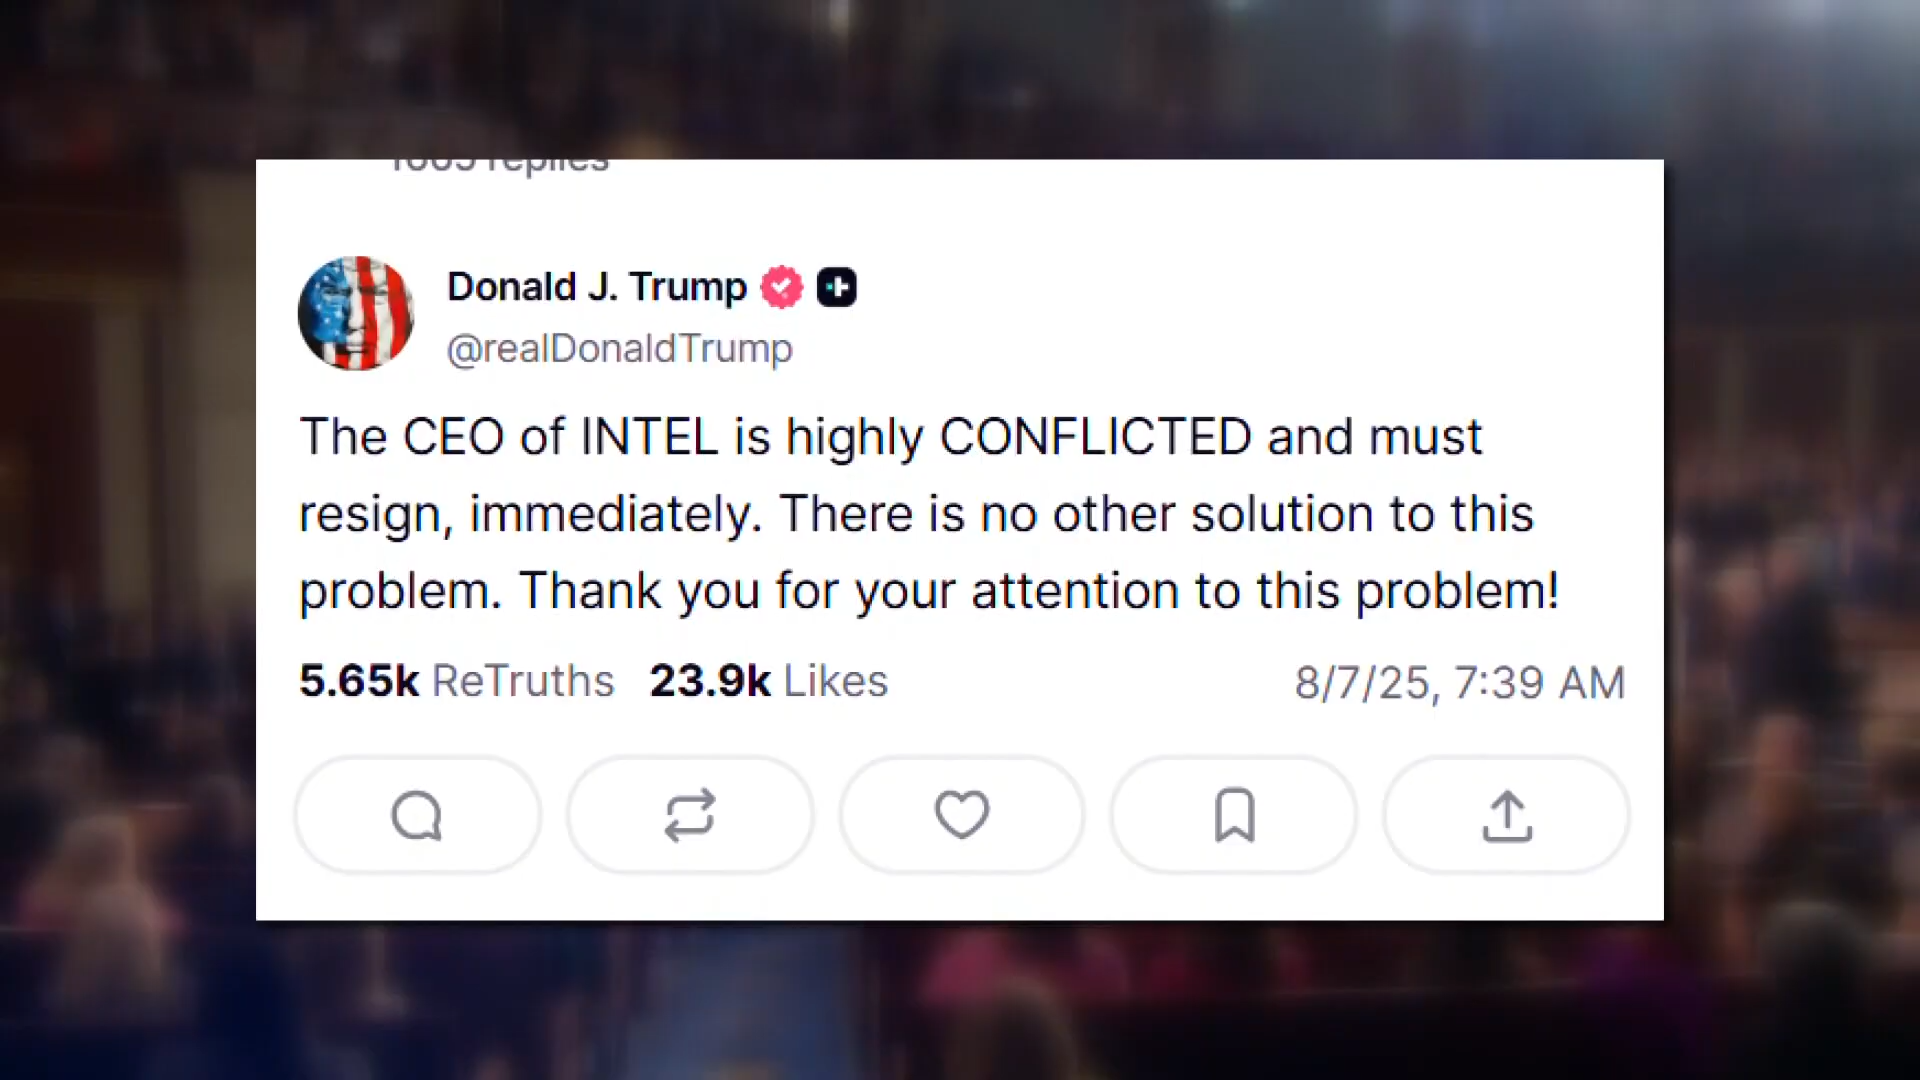 replies
Donald J. Trump
@realDonaldTrump
The CEO of INTEL is highly CONFLICTED and must
resign, immediately. There is no other solution to this
problem. Thank you for your attention to this problem!
5.65k ReTruths 23.9k Likes 8/7/25, 7:39 AM